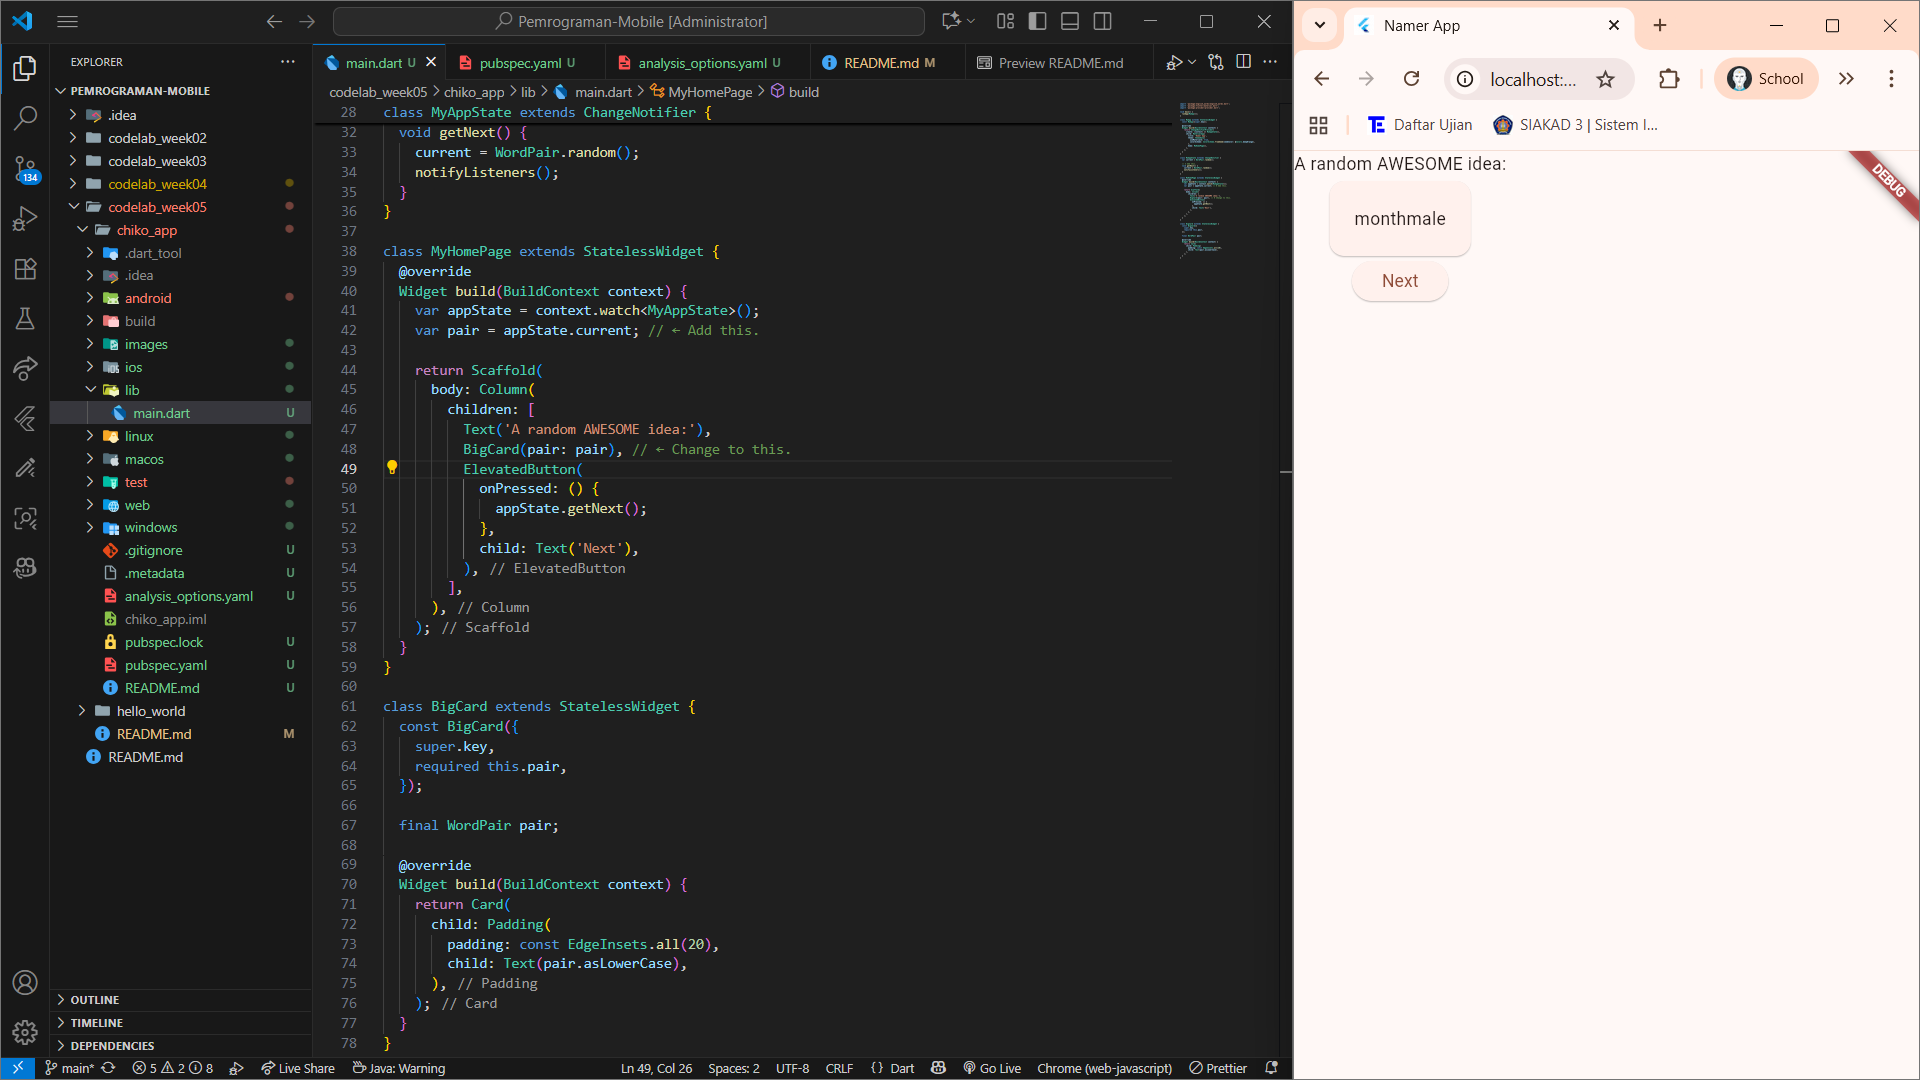 Pemrograman-Mobile [Administrator]
EXPLORER
PEMROGRAMAN-MOBILE
.idea
codelab_week02
codelab_week03
codelab_week04
codelab_week05
chiko_app
.dart_tool
.idea
android
build
images
ios
lib
main.dart U
linux
macos
test
web
windows
.gitignore U
.metadata U
analysis_options.yaml U
chiko_app.iml
pubspec.lock U
pubspec.yaml U
README.md U
hello_world
README.md M
README.md
OUTLINE
TIMELINE
DEPENDENCIES
134
main.dart U
pubspec.yaml U
analysis_options.yaml U
README.md M
Preview README.md
codelab_week05 > chiko_app > lib > main.dart > MyHomePage > build
28 class MyAppState extends ChangeNotifier {
32 void getNext() {
33 current = WordPair.random();
34 notifyListeners();
35 }
36 }
37
38 class MyHomePage extends StatelessWidget {
39 @override
40 Widget build(BuildContext context) {
41 var appState = context.watch<MyAppState>();
42 var pair = appState.current; // ← Add this.
43
44 return Scaffold(
45 body: Column(
46 children: [
47 Text('A random AWESOME idea:'),
48 BigCard(pair: pair), // ← Change to this.
49 ElevatedButton(
50 onPressed: () {
51 appState.getNext();
52 },
53 child: Text('Next'),
54 ), // ElevatedButton
55 ],
56 ), // Column
57 ); // Scaffold
58 }
59 }
60
61 class BigCard extends StatelessWidget {
62 const BigCard({
63 super.key,
64 required this.pair,
65 });
66
67 final WordPair pair;
68
69 @override
70 Widget build(BuildContext context) {
71 return Card(
72 child: Padding(
73 padding: const EdgeInsets.all(20),
74 child: Text(pair.asLowerCase),
75 ), // Padding
76 ); // Card
77 }
78 }
main* 5 2 8 Live Share Java: Warning Ln 49, Col 26 Spaces: 2 UTF-8 CRLF {} Dart Go Live Chrome (web-javascript) Prettier
Namer App
localhost:...
School
Daftar Ujian
SIAKAD 3 | Sistem I...
A random AWESOME idea:
DEBUG
monthmale
Next